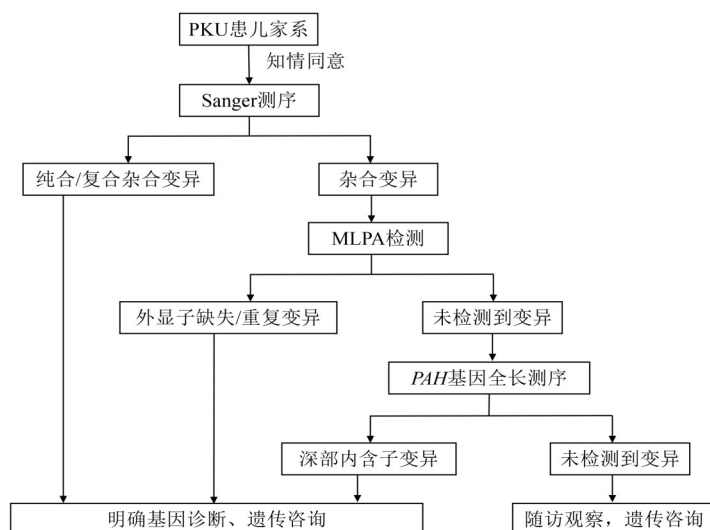 PKU患儿家系
知情同意
Sanger测序
纯合/复合杂合变异
杂合变异
MLPA检测
外显子缺失/重复变异
未检测到变异
PAH基因全长测序
深部内含子变异
未检测到变异
明确基因诊断、遗传咨询
随访观察，遗传咨询